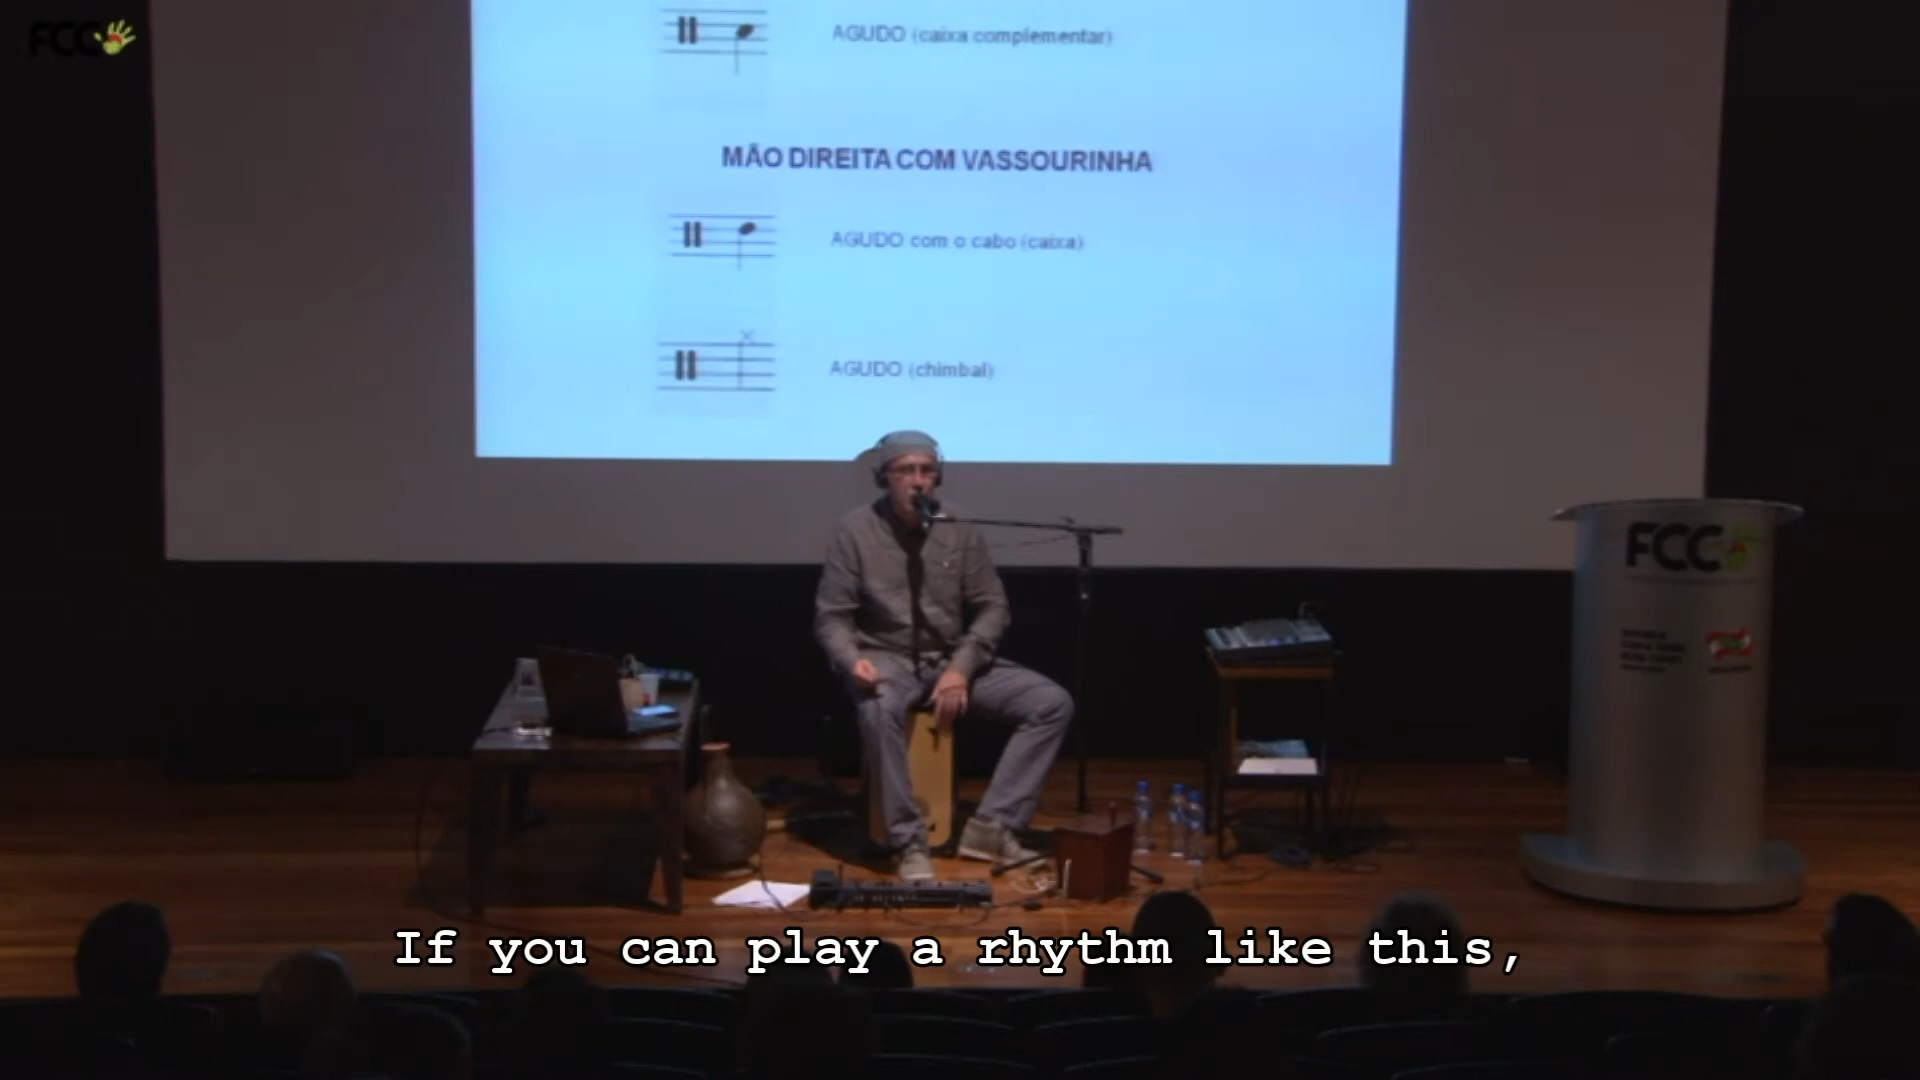 FCC
AGUDO (caixa complementar)
MÃO DIREITA COM VASSOURINHA
AGUDO com o cabo (caixa)
AGUDO (chimbal)
FCC
If you can play a rhythm like this,